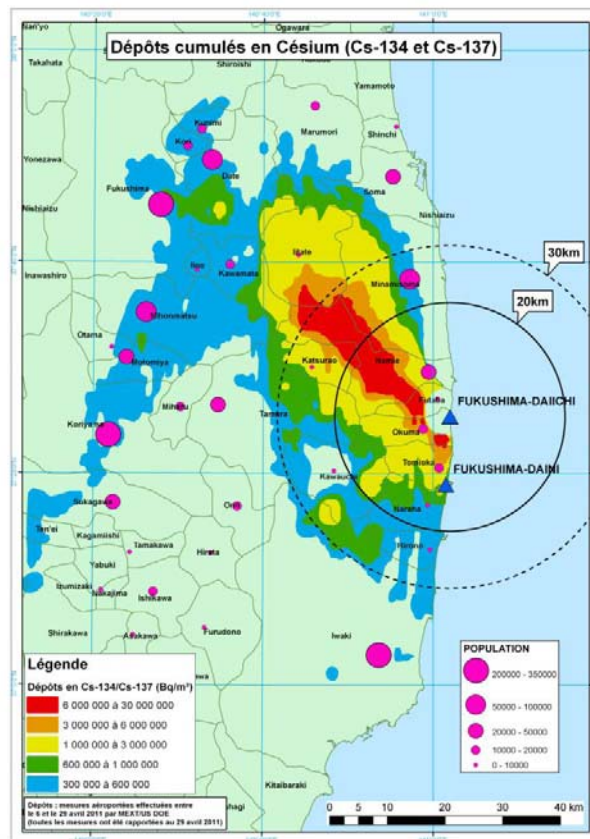 Dépôts cumulés en Césium (Cs-134 et Cs-137)
Nan'yo
Ogawara
Takahata
Shiroishi
Yamamoto
Kunimi
Kori
Marumori
Shinchi
Yonezawa
Date
Fukushima
Soma
Nishiaizu
Nishiaizu
30km
Iitate
Inawashiro
Kawamata
Minamisoma
20km
Nihonmatsu
Otama
Motomiya
Katsurao
Namie
Futaba
FUKUSHIMA-DAIICHI
Miharu
Tamura
Koriyama
Okuma
Tomioka
FUKUSHIMA-DAINI
Kawauchi
Sukagawa
Ono
Naraha
Ten'ei
Kagamiishi
Tamakawa
Hirata
Hirono
Yabuki
Izumizaki
Nakajima
Ishikawa
Shirakawa
Asakawa
Furudono
Iwaki
Légende
Dépôts en Cs-134/Cs-137 (Bq/m²)
6 000 000 à 30 000 000
3 000 000 à 6 000 000
1 000 000 à 3 000 000
600 000 à 1 000 000
300 000 à 600 000
POPULATION
200000 - 350000
50000 - 100000
20000 - 50000
10000 - 20000
0 - 10000
Kitaibaraki
Dépôts : mesures aéroportées effectuées entre
le 6 et le 29 avril 2011 par MEXT/US DOE
(toutes les mesures ont été rapportées au 29 avril 2011)
0 5 10 20 30 40 km